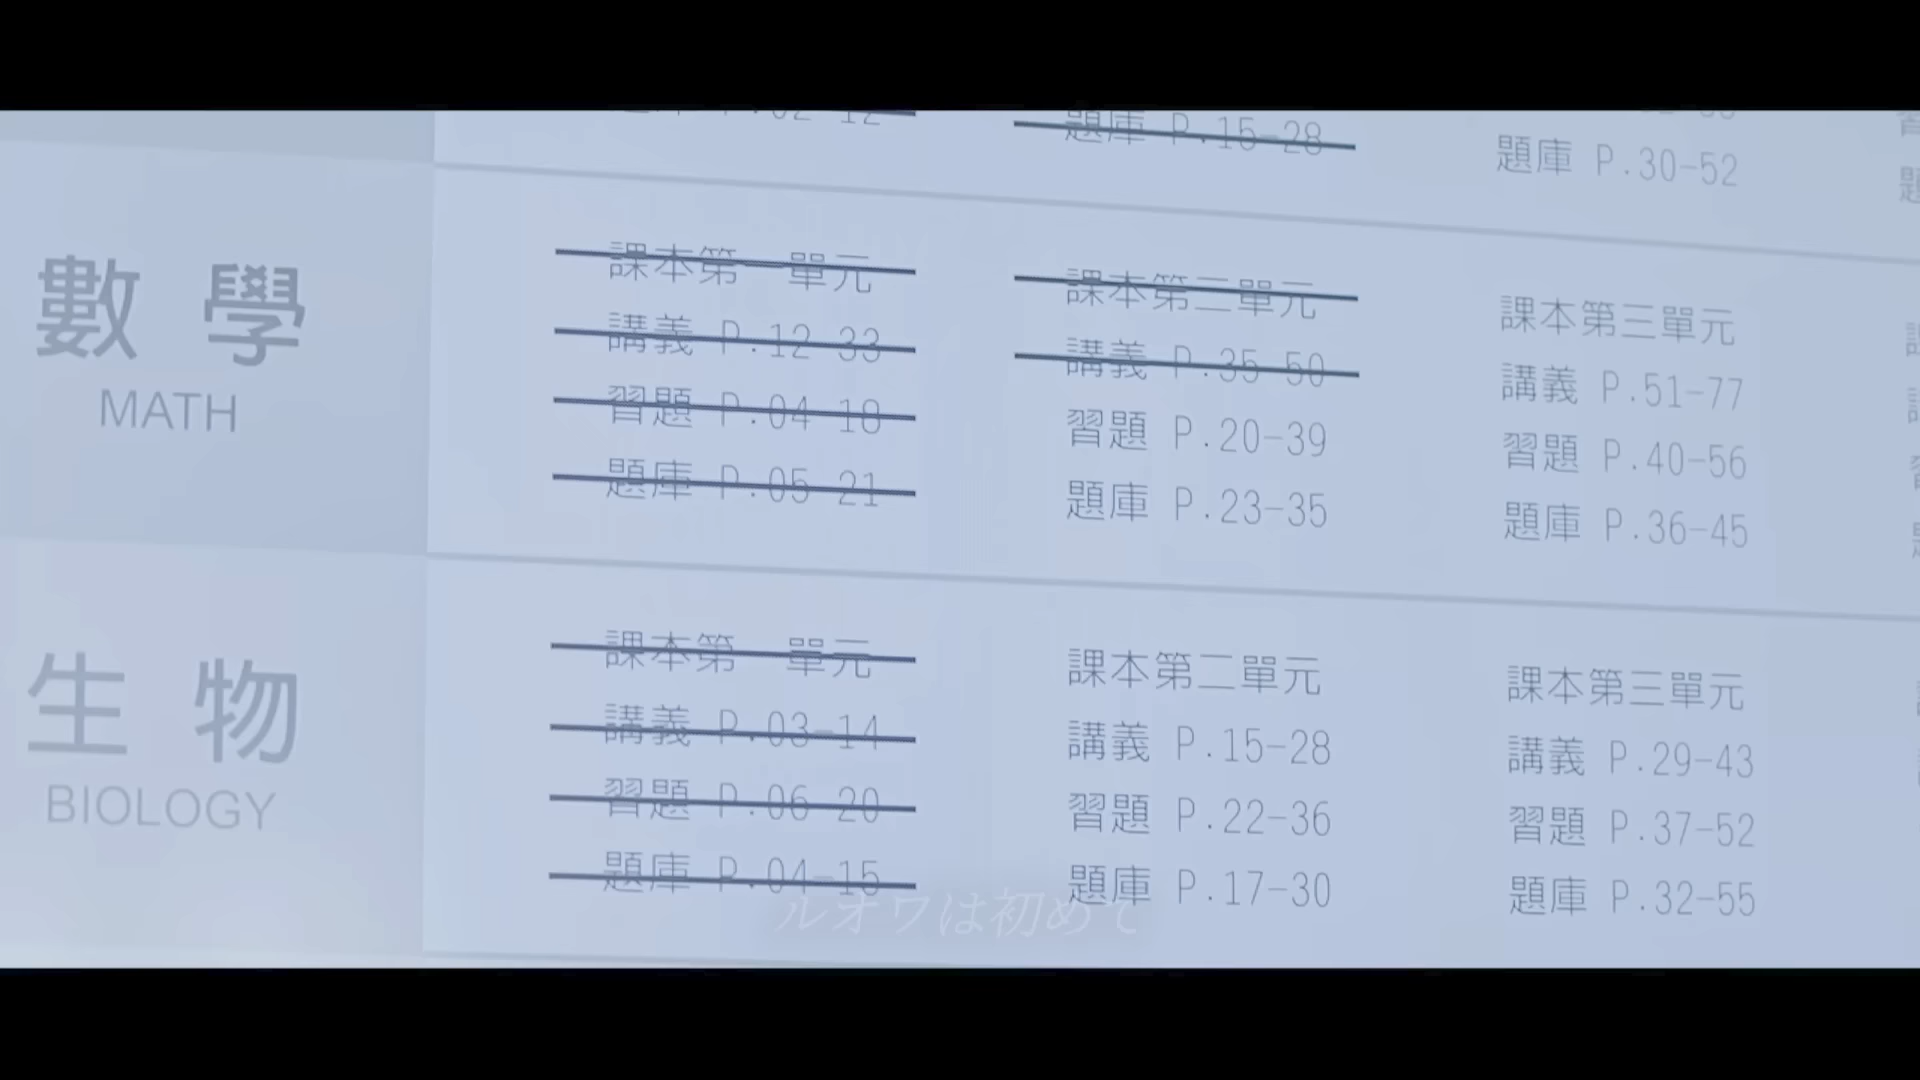 題庫 P.15-28
題庫 P.30-52
數學
MATH
課本第一單元
講義 P.12-33
習題 P.04-18
題庫 P.05-21
課本第二單元
講義 P.35-50
習題 P.20-39
題庫 P.23-35
課本第三單元
講義 P.51-77
習題 P.40-56
題庫 P.36-45
生物
BIOLOGY
課本第一單元
講義 P.03-14
習題 P.06-20
題庫 P.04-15
課本第二單元
講義 P.15-28
習題 P.22-36
題庫 P.17-30
課本第三單元
講義 P.29-43
習題 P.37-52
題庫 P.32-55
ルオワは初めて